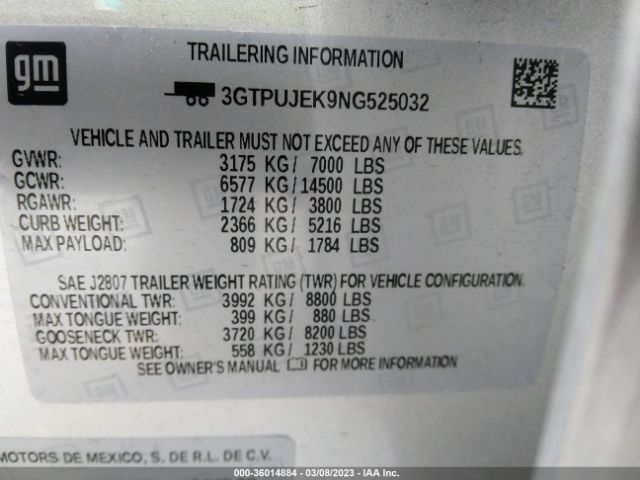 gm
TRAILERING INFORMATION
3GTPUJEK9NG525032
VEHICLE AND TRAILER MUST NOT EXCEED ANY OF THESE VALUES.
GVWR: 3175 KG/ 7000 LBS
GCWR: 6577 KG/14500 LBS
RGAWR: 1724 KG/ 3800 LBS
CURB WEIGHT: 2366 KG/ 5216 LBS
MAX PAYLOAD: 809 KG/ 1784 LBS
SAE J2807 TRAILER WEIGHT RATING (TWR) FOR VEHICLE CONFIGURATION.
CONVENTIONAL TWR: 3992 KG/ 8800 LBS
MAX TONGUE WEIGHT: 399 KG/ 880 LBS
GOOSENECK TWR: 3720 KG/ 8200 LBS
MAX TONGUE WEIGHT: 558 KG/ 1230 LBS
SEE OWNER'S MANUAL FOR MORE INFORMATION
MOTORS DE MEXICO, S. DE R.L. DE C.V.
000-36014884 | 03/08/2023 | IAA Inc.